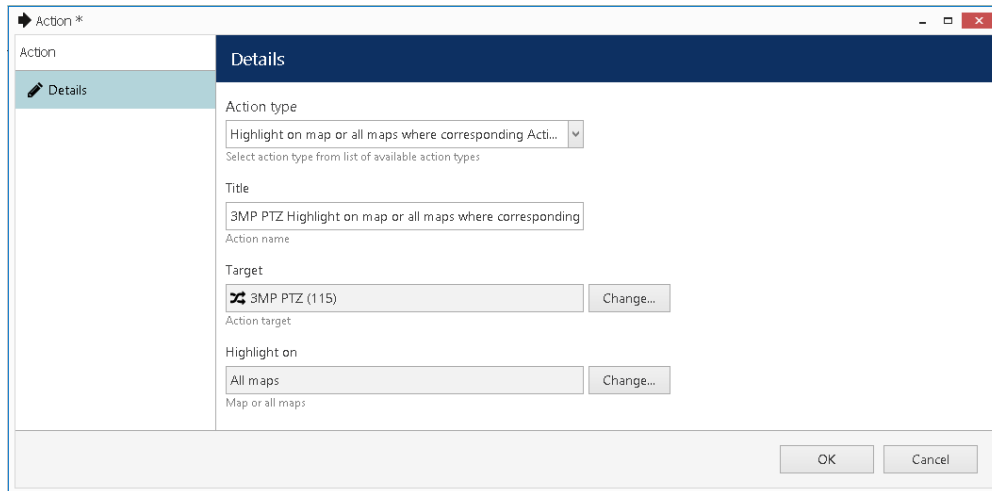 Action *
Action
Details
Details
Action type
Highlight on map or all maps where corresponding Acti...
Select action type from list of available action types
Title
3MP PTZ Highlight on map or all maps where corresponding
Action name
Target
3MP PTZ (115)
Change...
Action target
Highlight on
All maps
Change...
Map or all maps
OK
Cancel